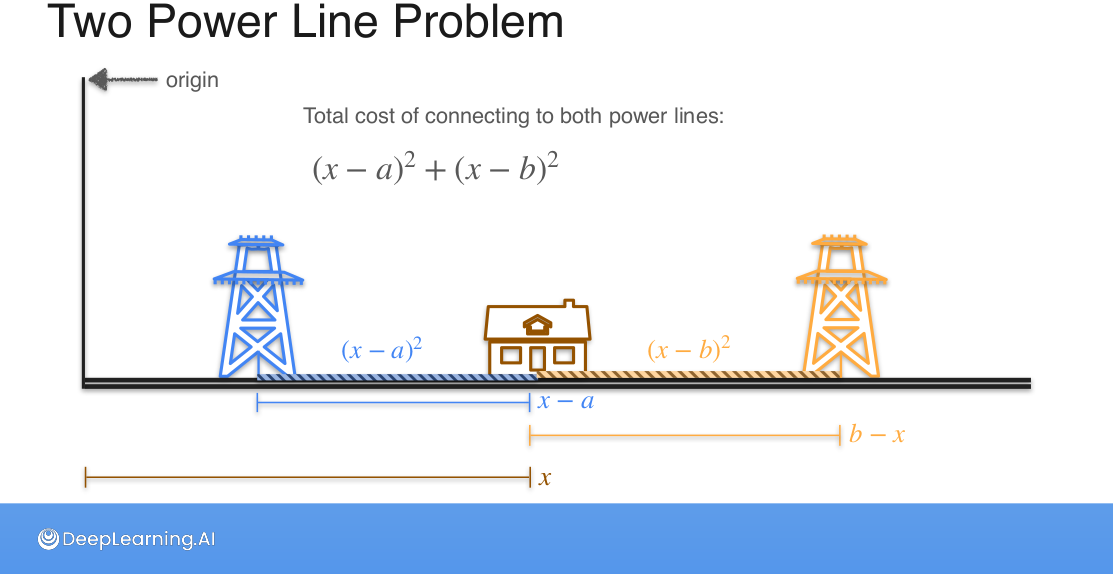 Two Power Line Problem
origin
Total cost of connecting to both power lines:
(x − a)² + (x − b)²
(x − a)²
(x − b)²
x − a
b − x
x
DeepLearning.AI